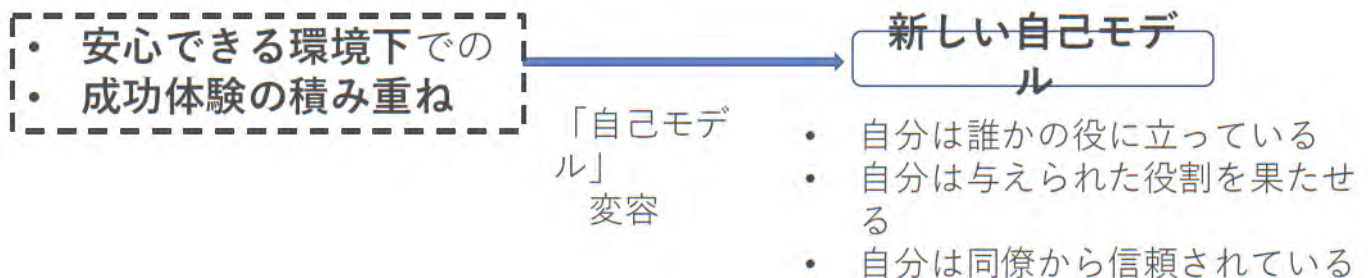 • 安心できる環境下での
• 成功体験の積み重ね
「自己モデ
ル」
変容
新しい自己モデ
ル
• 自分は誰かの役に立っている
• 自分は与えられた役割を果たせ
る
• 自分は同僚から信頼されている